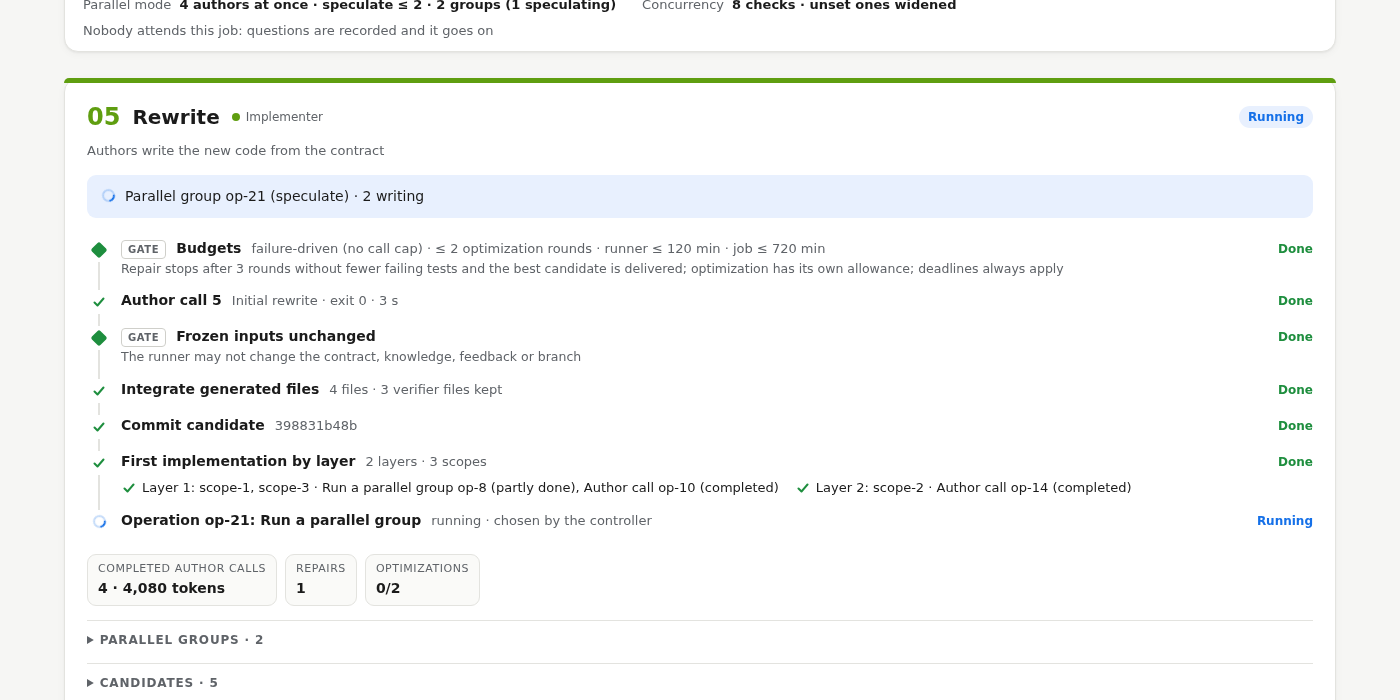 Parallel mode 4 authors at once · speculate ≤ 2 · 2 groups (1 speculating) Concurrency 8 checks · unset ones widened
Nobody attends this job: questions are recorded and it goes on
05 Rewrite Implementer Running
Authors write the new code from the contract
Parallel group op-21 (speculate) · 2 writing
GATE Budgets failure-driven (no call cap) · ≤ 2 optimization rounds · runner ≤ 120 min · job ≤ 720 min Done
Repair stops after 3 rounds without fewer failing tests and the best candidate is delivered; optimization has its own allowance; deadlines always apply
Author call 5 Initial rewrite · exit 0 · 3 s Done
GATE Frozen inputs unchanged Done
The runner may not change the contract, knowledge, feedback or branch
Integrate generated files 4 files · 3 verifier files kept Done
Commit candidate 398831b48b Done
First implementation by layer 2 layers · 3 scopes Done
Layer 1: scope-1, scope-3 · Run a parallel group op-8 (partly done), Author call op-10 (completed) Layer 2: scope-2 · Author call op-14 (completed)
Operation op-21: Run a parallel group running · chosen by the controller Running
COMPLETED AUTHOR CALLS REPAIRS OPTIMIZATIONS
4 · 4,080 tokens 1 0/2
PARALLEL GROUPS · 2
CANDIDATES · 5